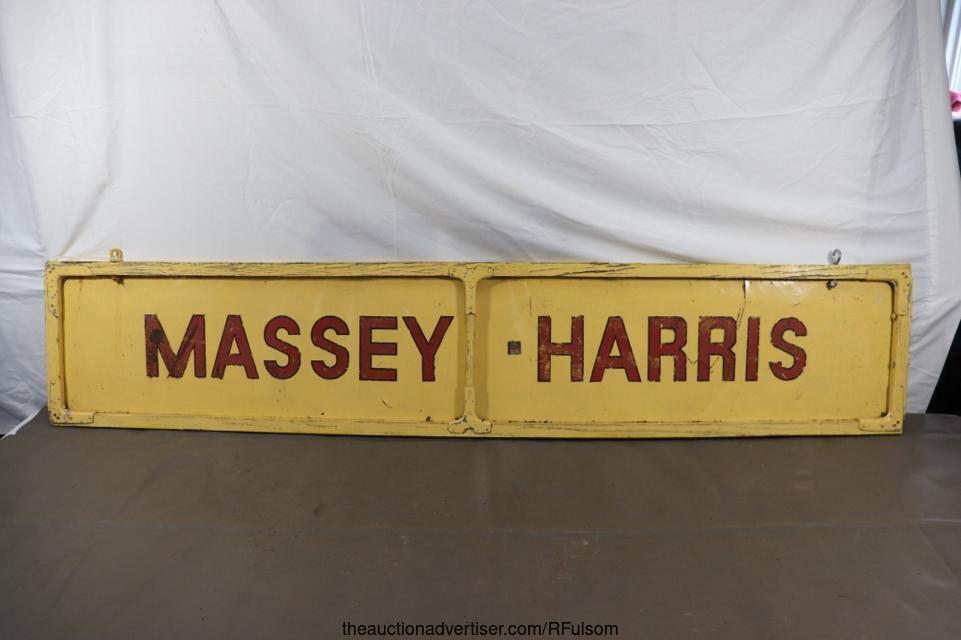 MASSEY HARRIS
theauctionadvertiser.com/RFulsom